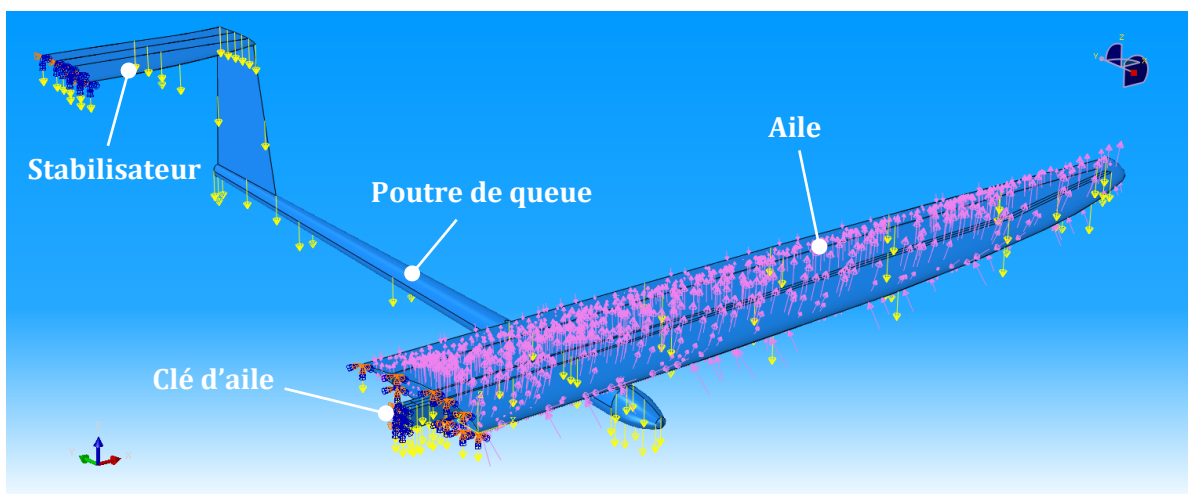 Stabilisateur
Poutre de queue
Aile
Clé d’aile
Z
Y
X